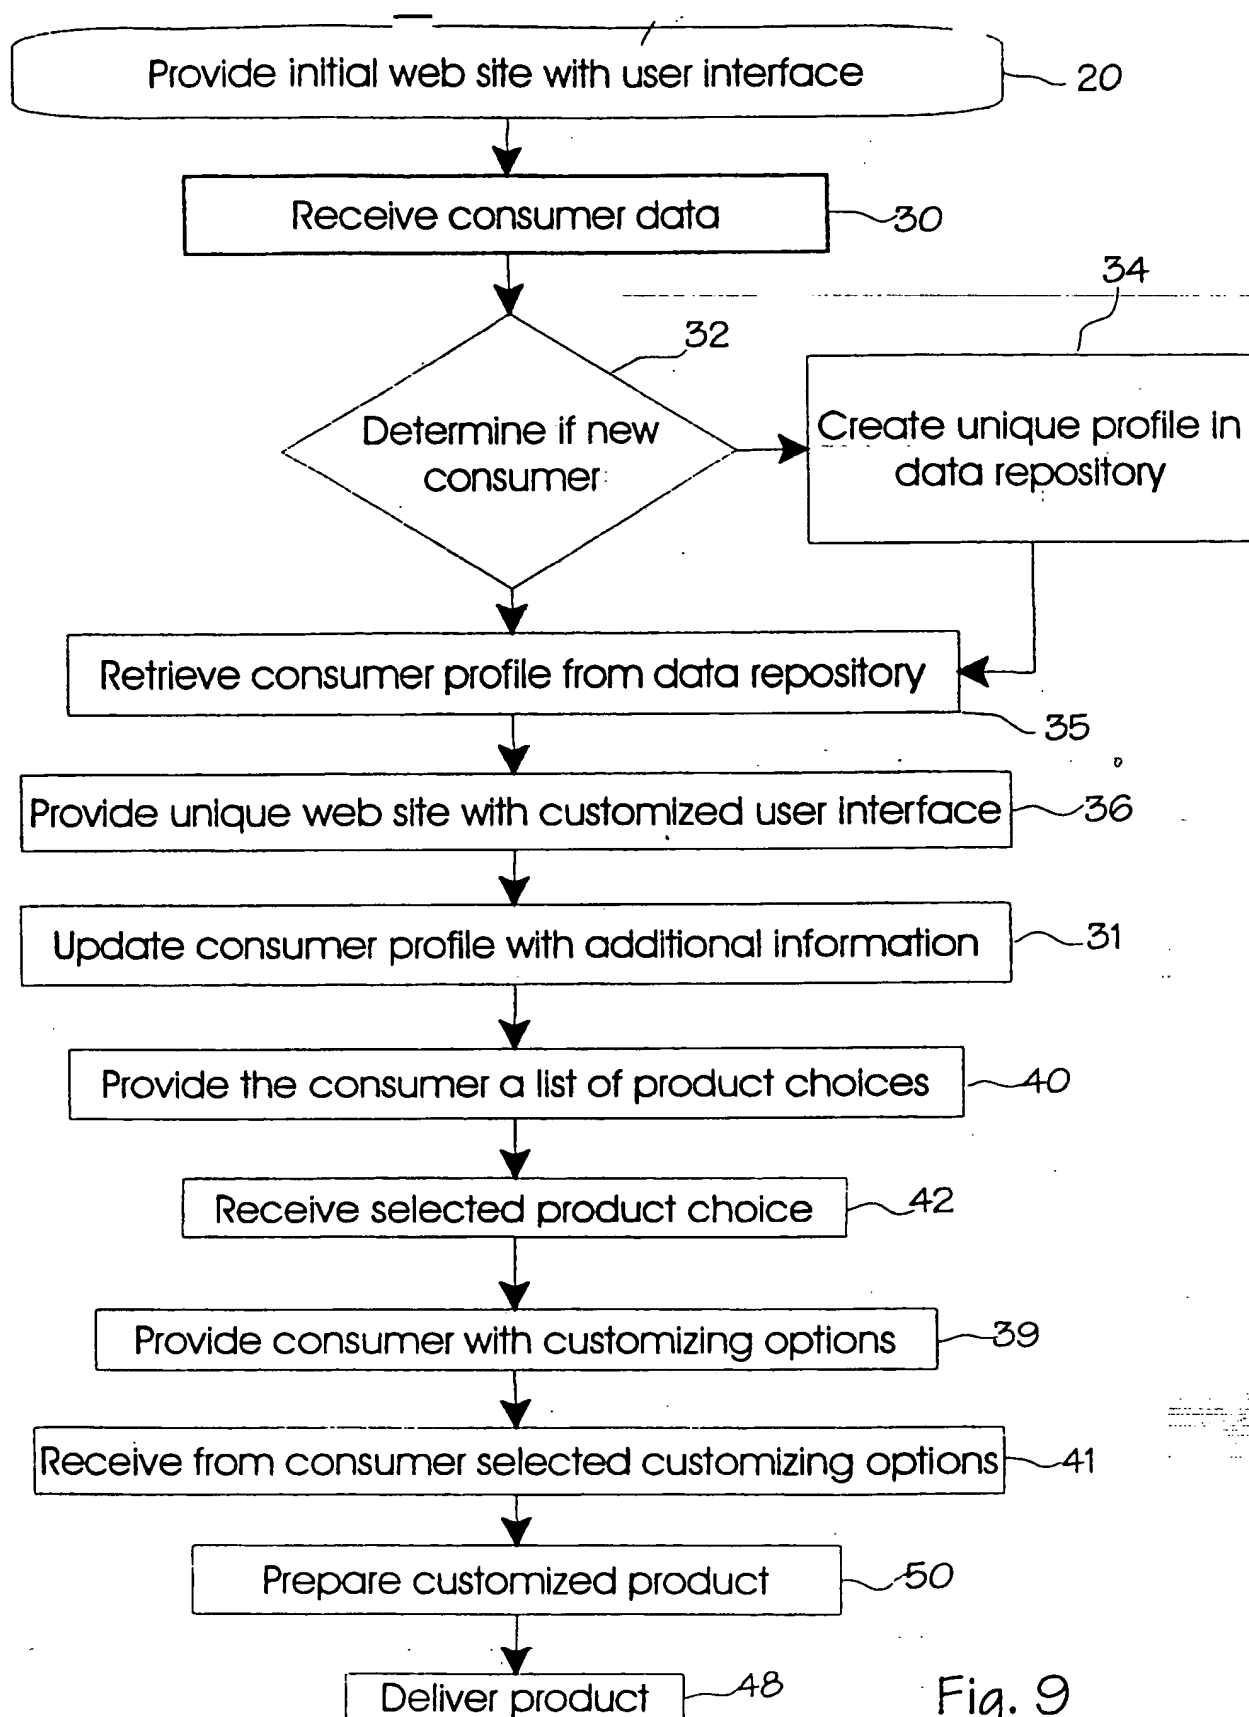 Provide initial web site with user interface
20
Receive consumer data
30
34
32
Determine if new
consumer
Create unique profile in
data repository
Retrieve consumer profile from data repository
35
Provide unique web site with customized user interface
36
Update consumer profile with additional information
31
Provide the consumer a list of product choices
40
Receive selected product choice
42
Provide consumer with customizing options
39
Receive from consumer selected customizing options
41
Prepare customized product
50
Deliver product
48
Fig. 9